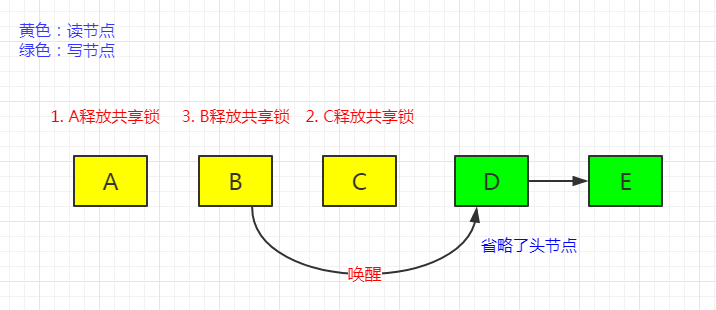 黄色：读节点
绿色：写节点
1. A释放共享锁
3. B释放共享锁
2. C释放共享锁
A
B
C
D
E
省略了头节点
唤醒